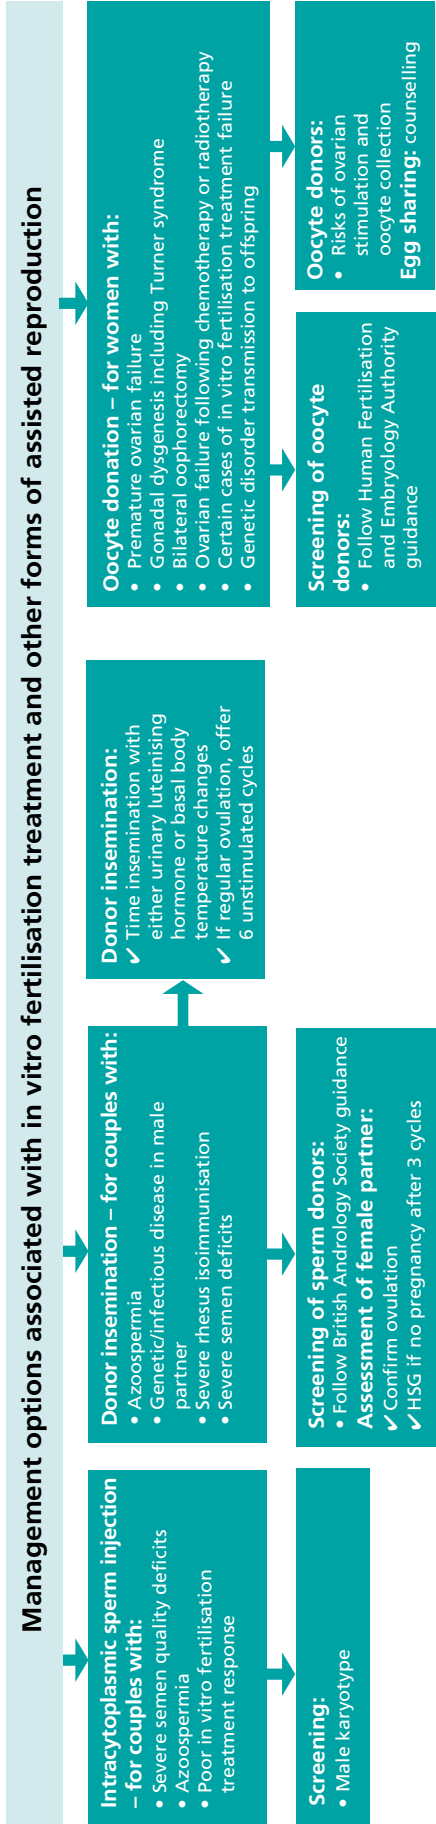 Management options associated with in vitro fertilisation treatment and other forms of assisted reproduction
Intracytoplasmic sperm injection
– for couples with:
• Severe semen quality deficits
• Azoospermia
• Poor in vitro fertilisation
treatment response
Screening:
• Male karyotype
Donor insemination – for couples with:
• Azoospermia
• Genetic/infectious disease in male
partner
• Severe rhesus isoimmunisation
• Severe semen deficits
Screening of sperm donors:
• Follow British Andrology Society guidance
Assessment of female partner:
✔ Confirm ovulation
✔ HSG if no pregnancy after 3 cycles
Donor insemination:
✔ Time insemination with
either urinary luteinising
hormone or basal body
temperature changes
✔ If regular ovulation, offer
6 unstimulated cycles
Oocyte donation – for women with:
• Premature ovarian failure
• Gonadal dysgenesis including Turner syndrome
• Bilateral oophorectomy
• Ovarian failure following chemotherapy or radiotherapy
• Certain cases of in vitro fertilisation treatment failure
• Genetic disorder transmission to offspring
Screening of oocyte
donors:
• Follow Human Fertilisation
and Embryology Authority
guidance
Oocyte donors:
• Risks of ovarian
stimulation and
oocyte collection
Egg sharing: counselling